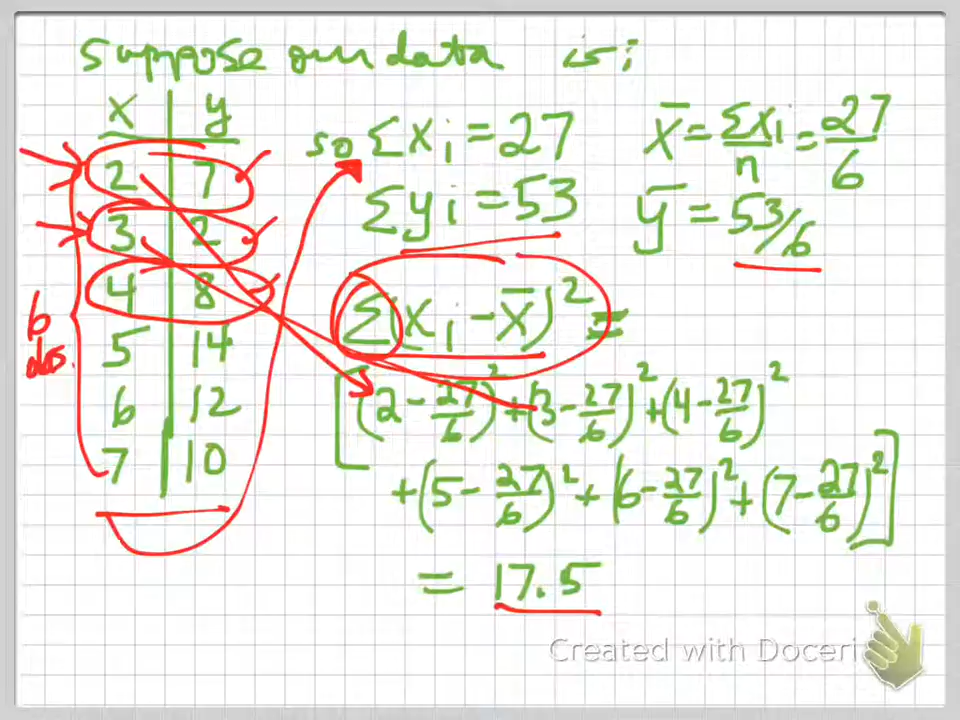 suppose our data is:
x y
2 7
3 2
4 8
5 14
6 12
7 10
6 obs.
so Σxi = 27
Σyi = 53
x̄ = Σxi/n = 27/6
ȳ = 53/6
Σ(xi - x̄)² =
[(2 - 27/6)² + (3 - 27/6)² + (4 - 27/6)²
+ (5 - 27/6)² + (6 - 27/6)² + (7 - 27/6)²]
= 17.5
Created with Doceri